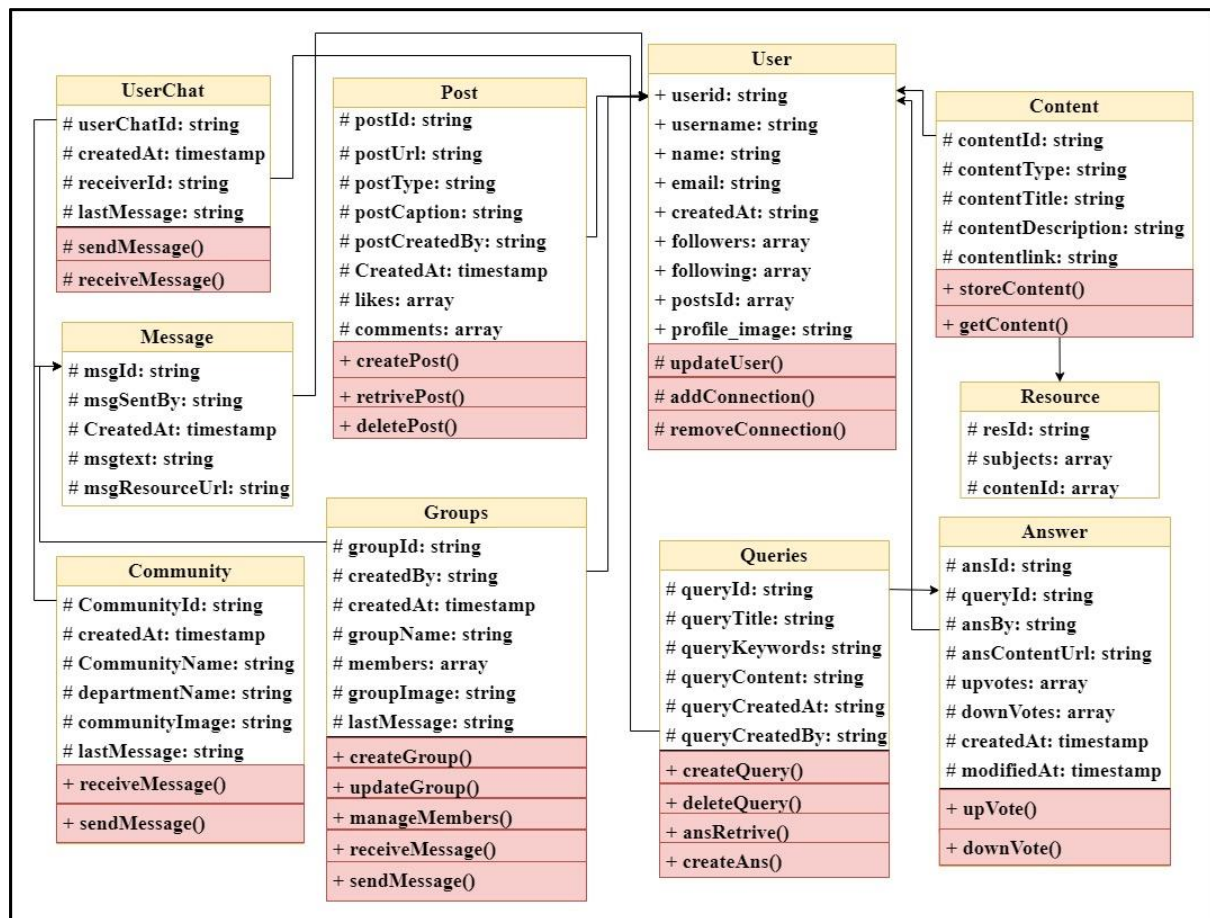 UserChat
# userChatId: string
# createdAt: timestamp
# receiverId: string
# lastMessage: string
# sendMessage()
# receiveMessage()
Post
# postId: string
# postUrl: string
# postType: string
# postCaption: string
# postCreatedBy: string
# CreatedAt: timestamp
# likes: array
# comments: array
+ createPost()
+ retrivePost()
+ deletePost()
User
+ userid: string
+ username: string
+ name: string
+ email: string
+ createdAt: string
+ followers: array
+ following: array
+ postsId: array
+ profile_image: string
# updateUser()
# addConnection()
# removeConnection()
Content
# contentId: string
# contentType: string
# contentTitle: string
# contentDescription: string
# contentlink: string
+ storeContent()
+ getContent()
Message
# msgId: string
# msgSentBy: string
# CreatedAt: timestamp
# msgtext: string
# msgResourceUrl: string
Resource
# resId: string
# subjects: array
# contenId: array
Community
# CommunityId: string
# createdAt: timestamp
# CommunityName: string
# departmentName: string
# communityImage: string
# lastMessage: string
+ receiveMessage()
+ sendMessage()
Groups
# groupId: string
# createdBy: string
# createdAt: timestamp
# groupName: string
# members: array
# groupImage: string
# lastMessage: string
+ createGroup()
+ updateGroup()
+ manageMembers()
+ receiveMessage()
+ sendMessage()
Queries
# queryId: string
# queryTitle: string
# queryKeywords: string
# queryContent: string
# queryCreatedAt: string
# queryCreatedBy: string
+ createQuery()
+ deleteQuery()
+ ansRetrive()
+ createAns()
Answer
# ansId: string
# queryId: string
# ansBy: string
# ansContentUrl: string
# upvotes: array
# downVotes: array
# createdAt: timestamp
# modifiedAt: timestamp
+ upVote()
+ downVote()